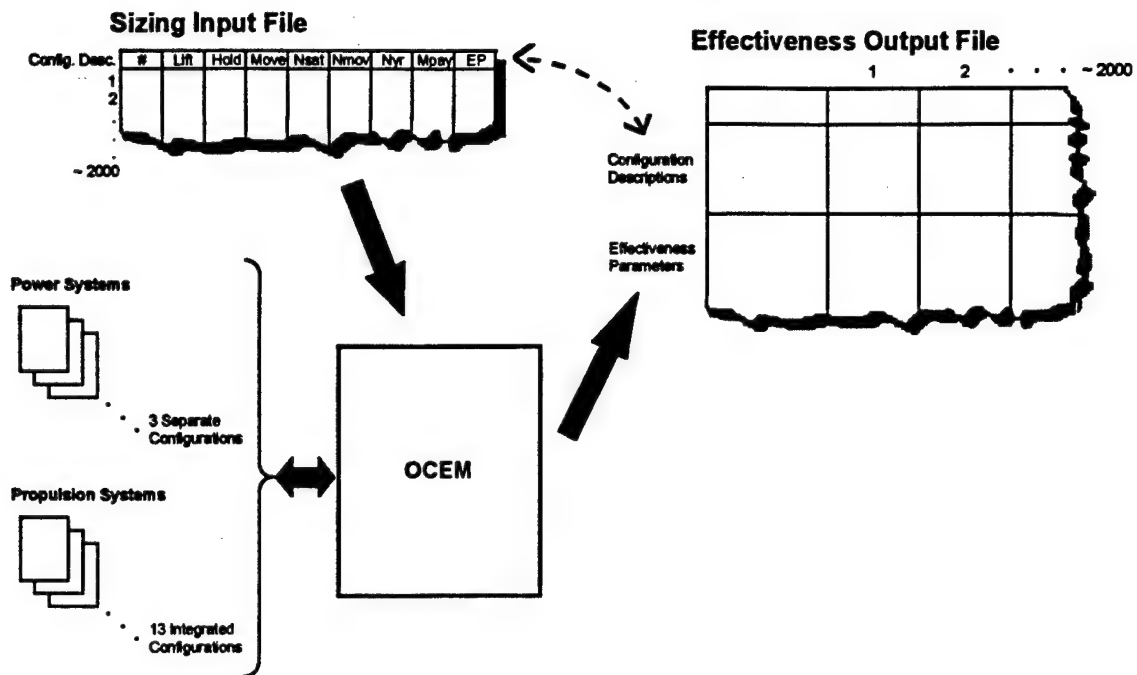 Sizing Input File
Config. Desc. # Lift Hold Move Nsat Nmov Nyr Mpay EP
1
2
.
.
~ 2000
Effectiveness Output File
1 2 · · · ~2000
Configuration
Descriptions
Effectiveness
Parameters
Power Systems
3 Separate
Configurations
OCEM
Propulsion Systems
13 Integrated
Configurations